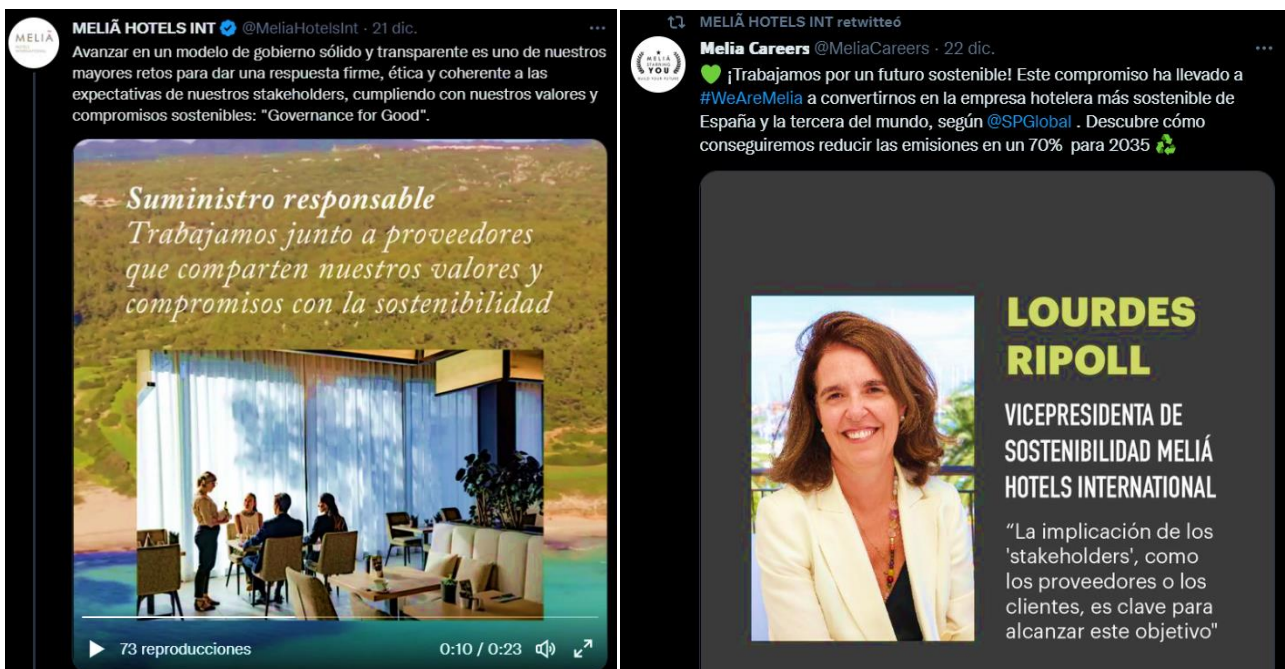 MELIÃ HOTELS INT @MeliaHotelsInt · 21 dic.
Avanzar en un modelo de gobierno sólido y transparente es uno de nuestros
mayores retos para dar una respuesta firme, ética y coherente a las
expectativas de nuestros stakeholders, cumpliendo con nuestros valores y
compromisos sostenibles: "Governance for Good".
MELIÃ
Suministro responsable
Trabajamos junto a proveedores
que comparten nuestros valores y
compromisos con la sostenibilidad
73 reproducciones
0:10 / 0:23
MELIÃ HOTELS INT retwitteó
Melia Careers @MeliaCareers · 22 dic.
💚 ¡Trabajamos por un futuro sostenible! Este compromiso ha llevado a
#WeAreMelia a convertirnos en la empresa hotelera más sostenible de
España y la tercera del mundo, según @SPGlobal . Descubre cómo
conseguiremos reducir las emisiones en un 70% para 2035 ♻️
MELIÃ
YOU
LOURDES
RIPOLL
VICEPRESIDENTA DE
SOSTENIBILIDAD MELIÁ
HOTELS INTERNATIONAL
“La implicación de los
'stakeholders', como
los proveedores o los
clientes, es clave para
alcanzar este objetivo"